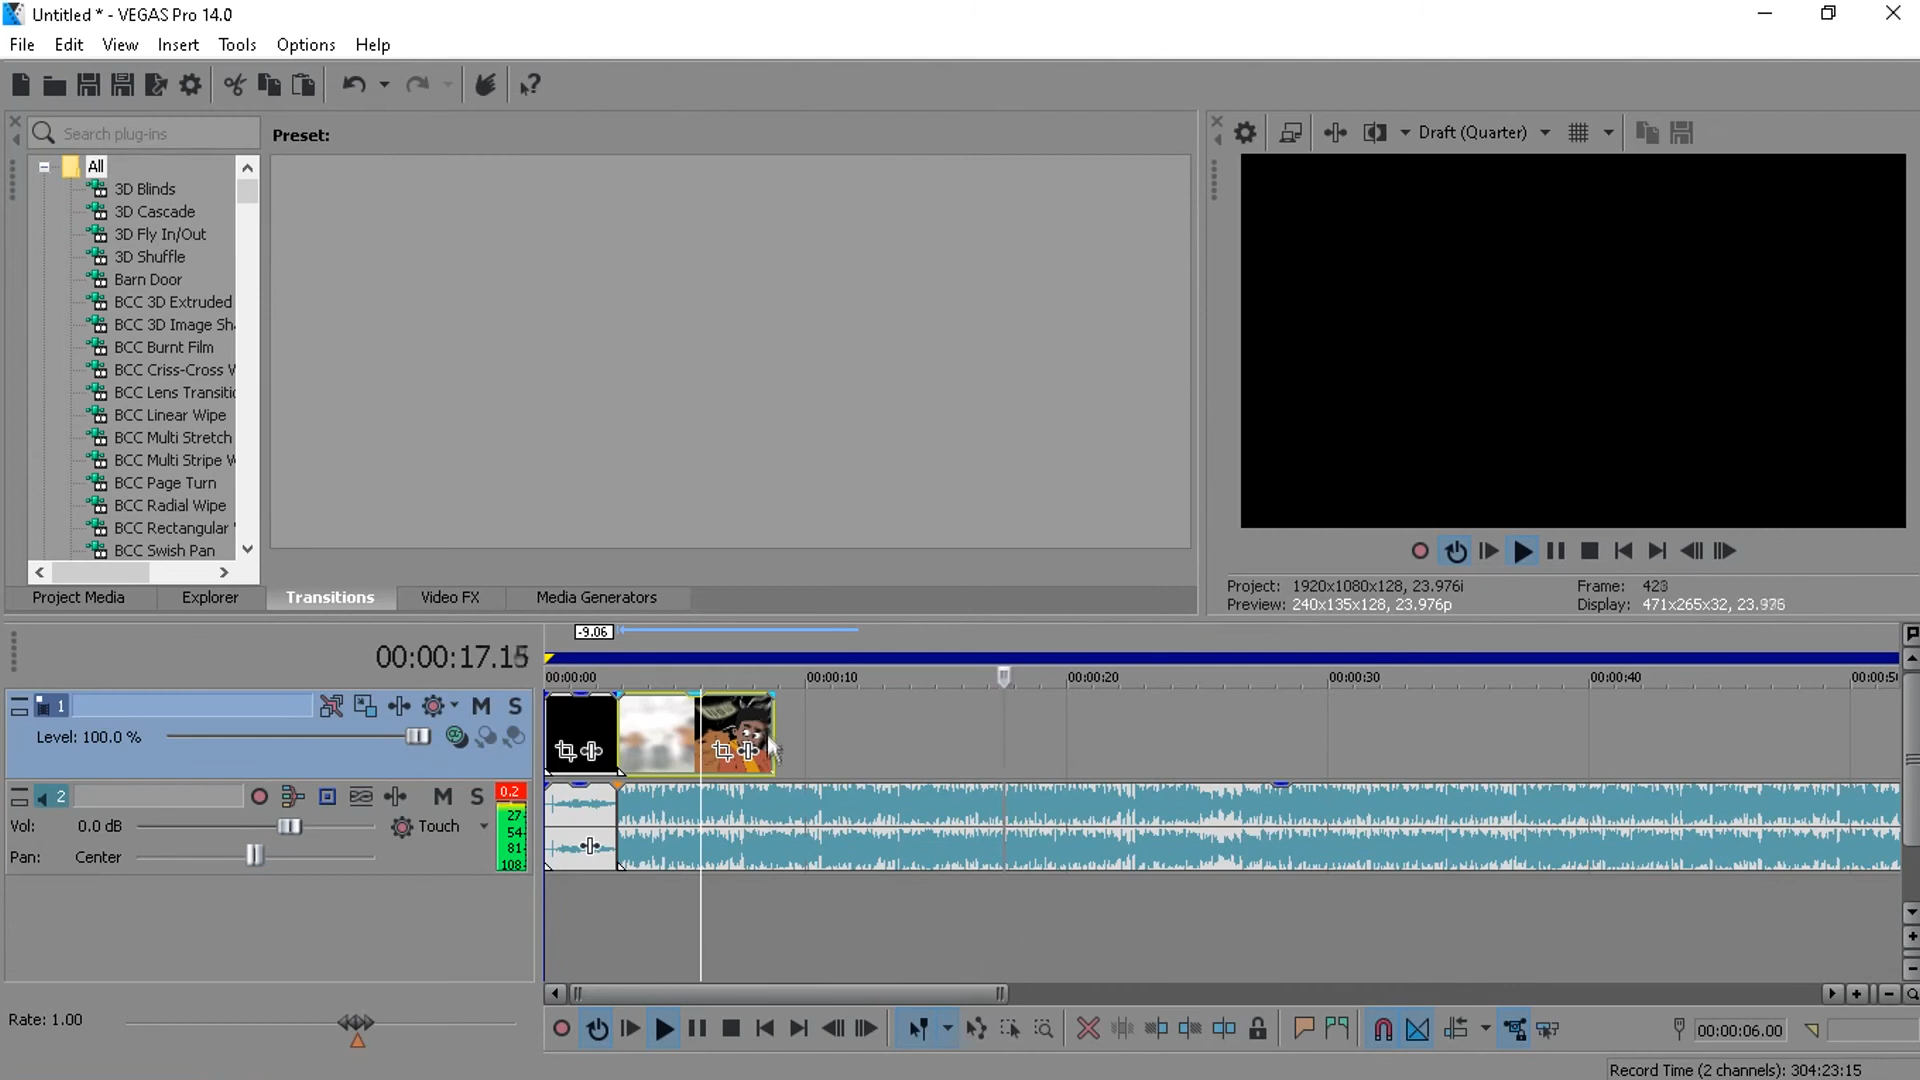 Untitled * - VEGAS Pro 14.0
File Edit View Insert Tools Options Help
Search plug-ins
Preset:
Draft (Quarter)
All
3D Blinds
3D Cascade
3D Fly In/Out
3D Shuffle
Barn Door
BCC 3D Extruded
BCC 3D Image Sh
BCC Burnt Film
BCC Criss-Cross
BCC Lens Transitio
BCC Linear Wipe
BCC Multi Stretch
BCC Multi Stripe
BCC Page Turn
BCC Radial Wipe
BCC Rectangular
BCC Swish Pan
Project: 1920x1080x128, 23.976i Frame: 423
Preview: 240x135x128, 23.976p Display: 471x265x32, 23.976
Project Media Explorer Transitions Video FX Media Generators
-9.06
00:00:17.15
00:00:00 00:00:10 00:00:20 00:00:30 00:00:40 00:00:5
1 M S
Level: 100.0 %
2 M S 0.2
Vol: 0.0 dB Touch 27
54
Pan: Center 81
108
Rate: 1.00
00:00:06.00
Record Time (2 channels): 304:23:15